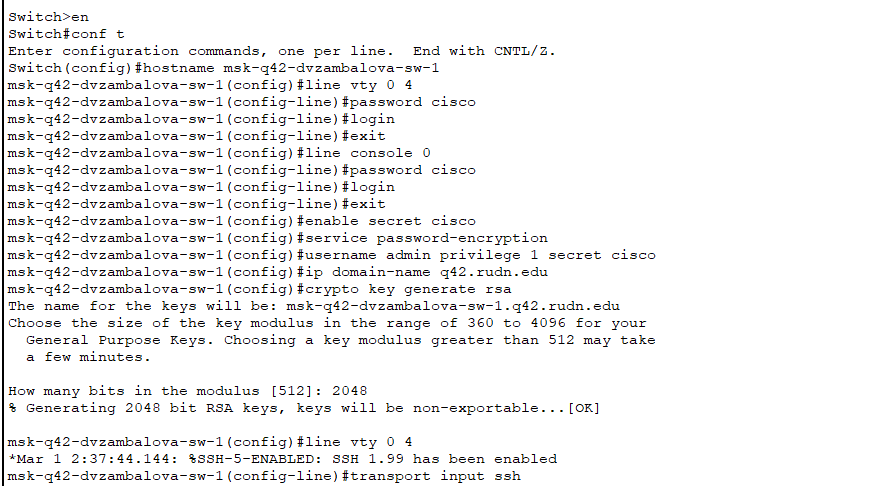 Switch>en
Switch#conf t
Enter configuration commands, one per line.  End with CNTL/Z.
Switch(config)#hostname msk-q42-dvzambalova-sw-1
msk-q42-dvzambalova-sw-1(config)#line vty 0 4
msk-q42-dvzambalova-sw-1(config-line)#password cisco
msk-q42-dvzambalova-sw-1(config-line)#login
msk-q42-dvzambalova-sw-1(config-line)#exit
msk-q42-dvzambalova-sw-1(config)#line console 0
msk-q42-dvzambalova-sw-1(config-line)#password cisco
msk-q42-dvzambalova-sw-1(config-line)#login
msk-q42-dvzambalova-sw-1(config-line)#exit
msk-q42-dvzambalova-sw-1(config)#enable secret cisco
msk-q42-dvzambalova-sw-1(config)#service password-encryption
msk-q42-dvzambalova-sw-1(config)#username admin privilege 1 secret cisco
msk-q42-dvzambalova-sw-1(config)#ip domain-name q42.rudn.edu
msk-q42-dvzambalova-sw-1(config)#crypto key generate rsa
The name for the keys will be: msk-q42-dvzambalova-sw-1.q42.rudn.edu
Choose the size of the key modulus in the range of 360 to 4096 for your
  General Purpose Keys. Choosing a key modulus greater than 512 may take
  a few minutes.

How many bits in the modulus [512]: 2048
% Generating 2048 bit RSA keys, keys will be non-exportable...[OK]

msk-q42-dvzambalova-sw-1(config)#line vty 0 4
*Mar 1 2:37:44.144: %SSH-5-ENABLED: SSH 1.99 has been enabled
msk-q42-dvzambalova-sw-1(config-line)#transport input ssh